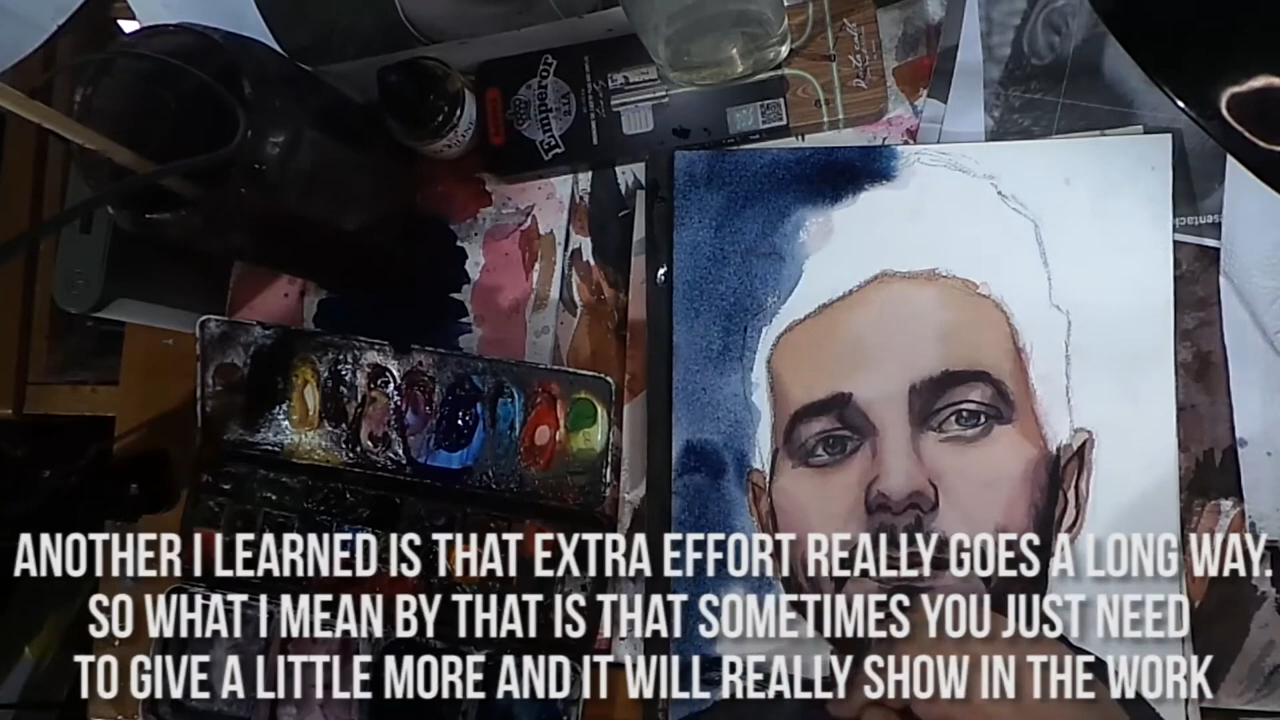 Emperor
ANOTHER I LEARNED IS THAT EXTRA EFFORT REALLY GOES A LONG WAY.
SO WHAT I MEAN BY THAT IS THAT SOMETIMES YOU JUST NEED
TO GIVE A LITTLE MORE AND IT WILL REALLY SHOW IN THE WORK